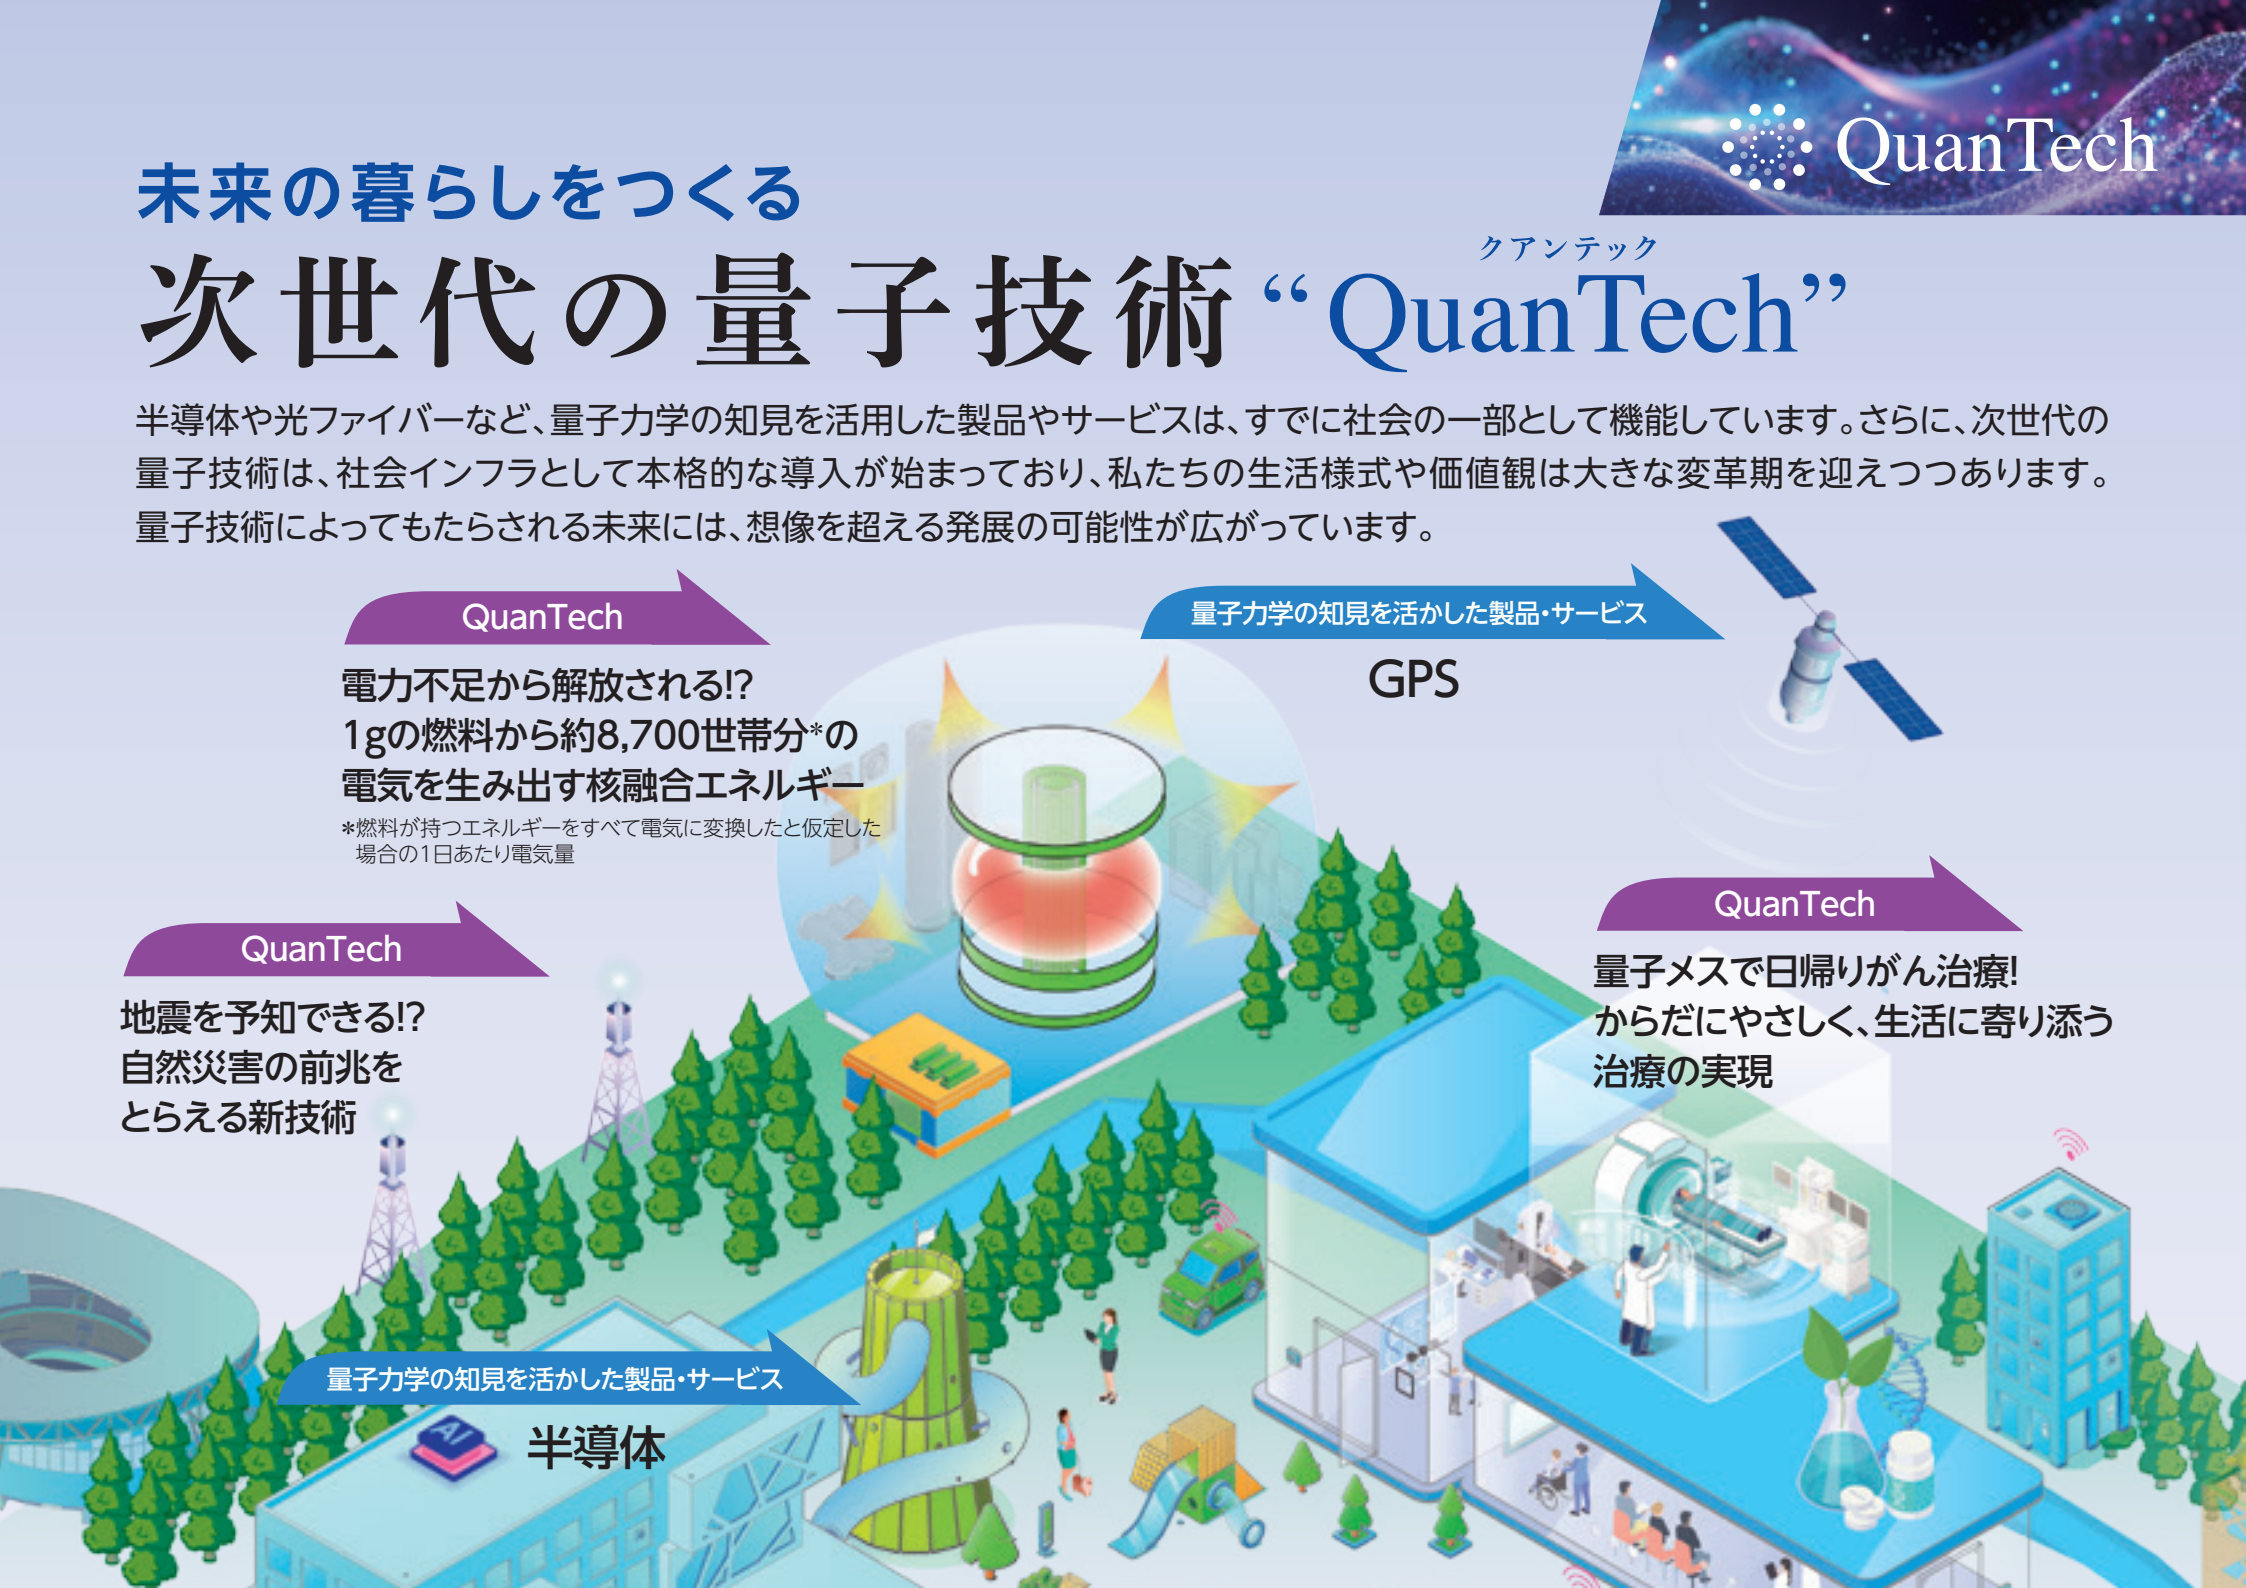 QuanTech
未来の暮らしをつくる
クアンテック
次世代の量子技術“QuanTech”
半導体や光ファイバーなど、量子力学の知見を活用した製品やサービスは、すでに社会の一部として機能しています。さらに、次世代の
量子技術は、社会インフラとして本格的な導入が始まっており、私たちの生活様式や価値観は大きな変革期を迎えつつあります。
量子技術によってもたらされる未来には、想像を超える発展の可能性が広がっています。
QuanTech
電力不足から解放される!?
1gの燃料から約8,700世帯分*の
電気を生み出す核融合エネルギー
*燃料が持つエネルギーをすべて電気に変換したと仮定した
場合の1日あたり電気量
量子力学の知見を活かした製品・サービス
GPS
QuanTech
地震を予知できる!?
自然災害の前兆を
とらえる新技術
QuanTech
量子メスで日帰りがん治療!
からだにやさしく、生活に寄り添う
治療の実現
量子力学の知見を活かした製品・サービス
AI
半導体